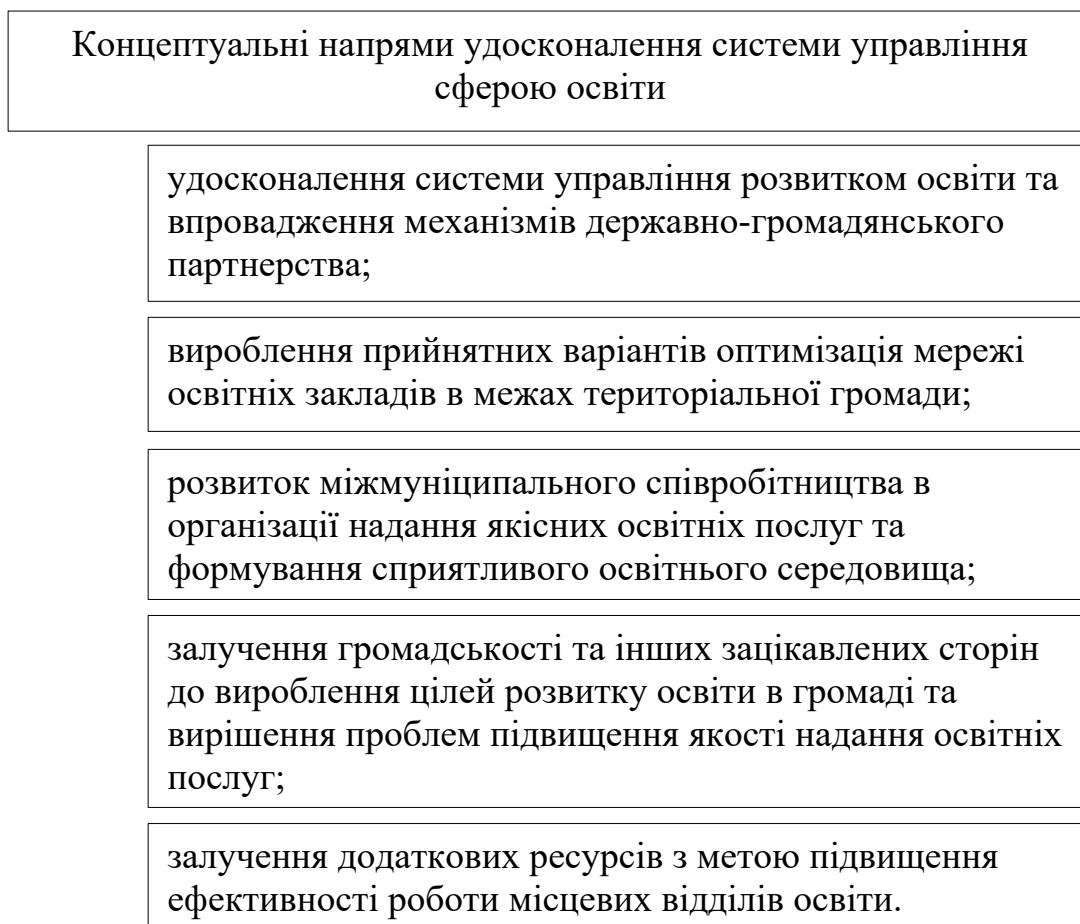 Концептуальні напрями удосконалення системи управління
сферою освіти
удосконалення системи управління розвитком освіти та
впровадження механізмів державно-громадянського
партнерства;
вироблення прийнятних варіантів оптимізація мережі
освітніх закладів в межах територіальної громади;
розвиток міжмуніципального співробітництва в
організації надання якісних освітніх послуг та
формування сприятливого освітнього середовища;
залучення громадськості та інших зацікавлених сторін
до вироблення цілей розвитку освіти в громаді та
вирішення проблем підвищення якості надання освітніх
послуг;
залучення додаткових ресурсів з метою підвищення
ефективності роботи місцевих відділів освіти.